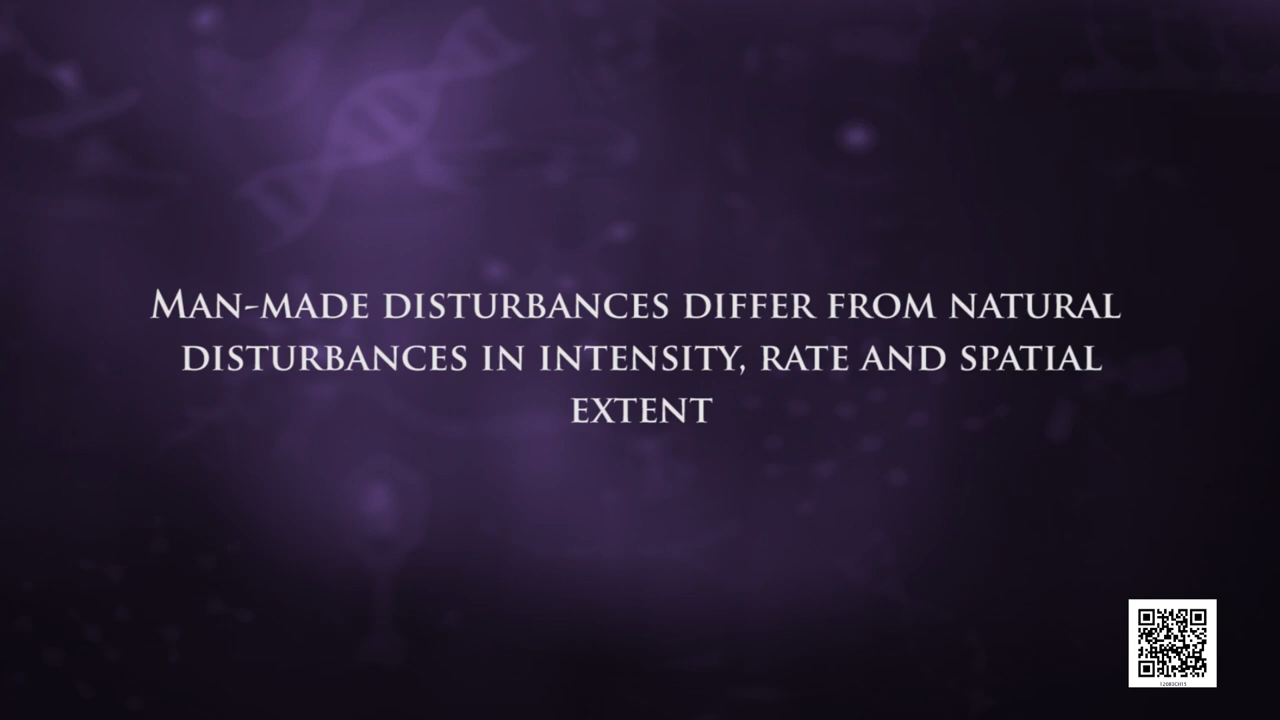 Man-made disturbances differ from natural
disturbances in intensity, rate and spatial
extent